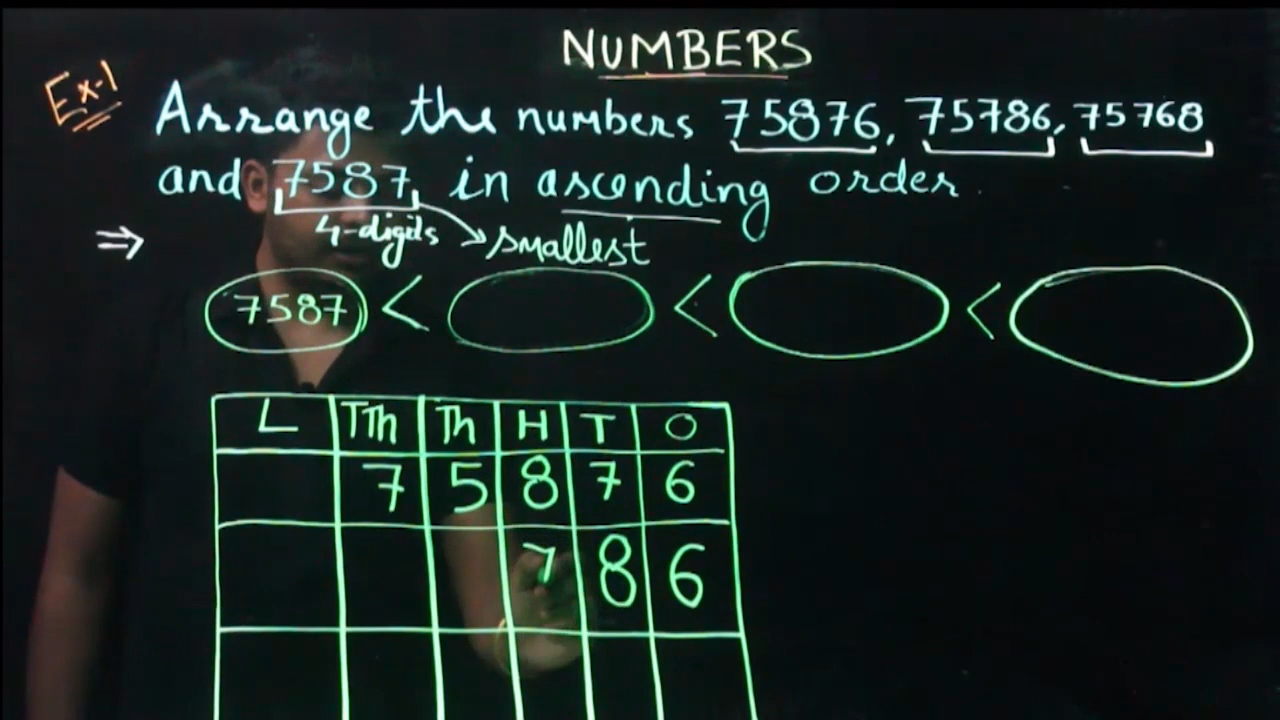 NUMBERS
Ex-1
Arrange the numbers 75876, 75786, 75768
and 7587 in ascending order.
4-digits smallest
⇒
7587 < < <
L TTh Th H T O
7 5 8 7 6
7 8 6